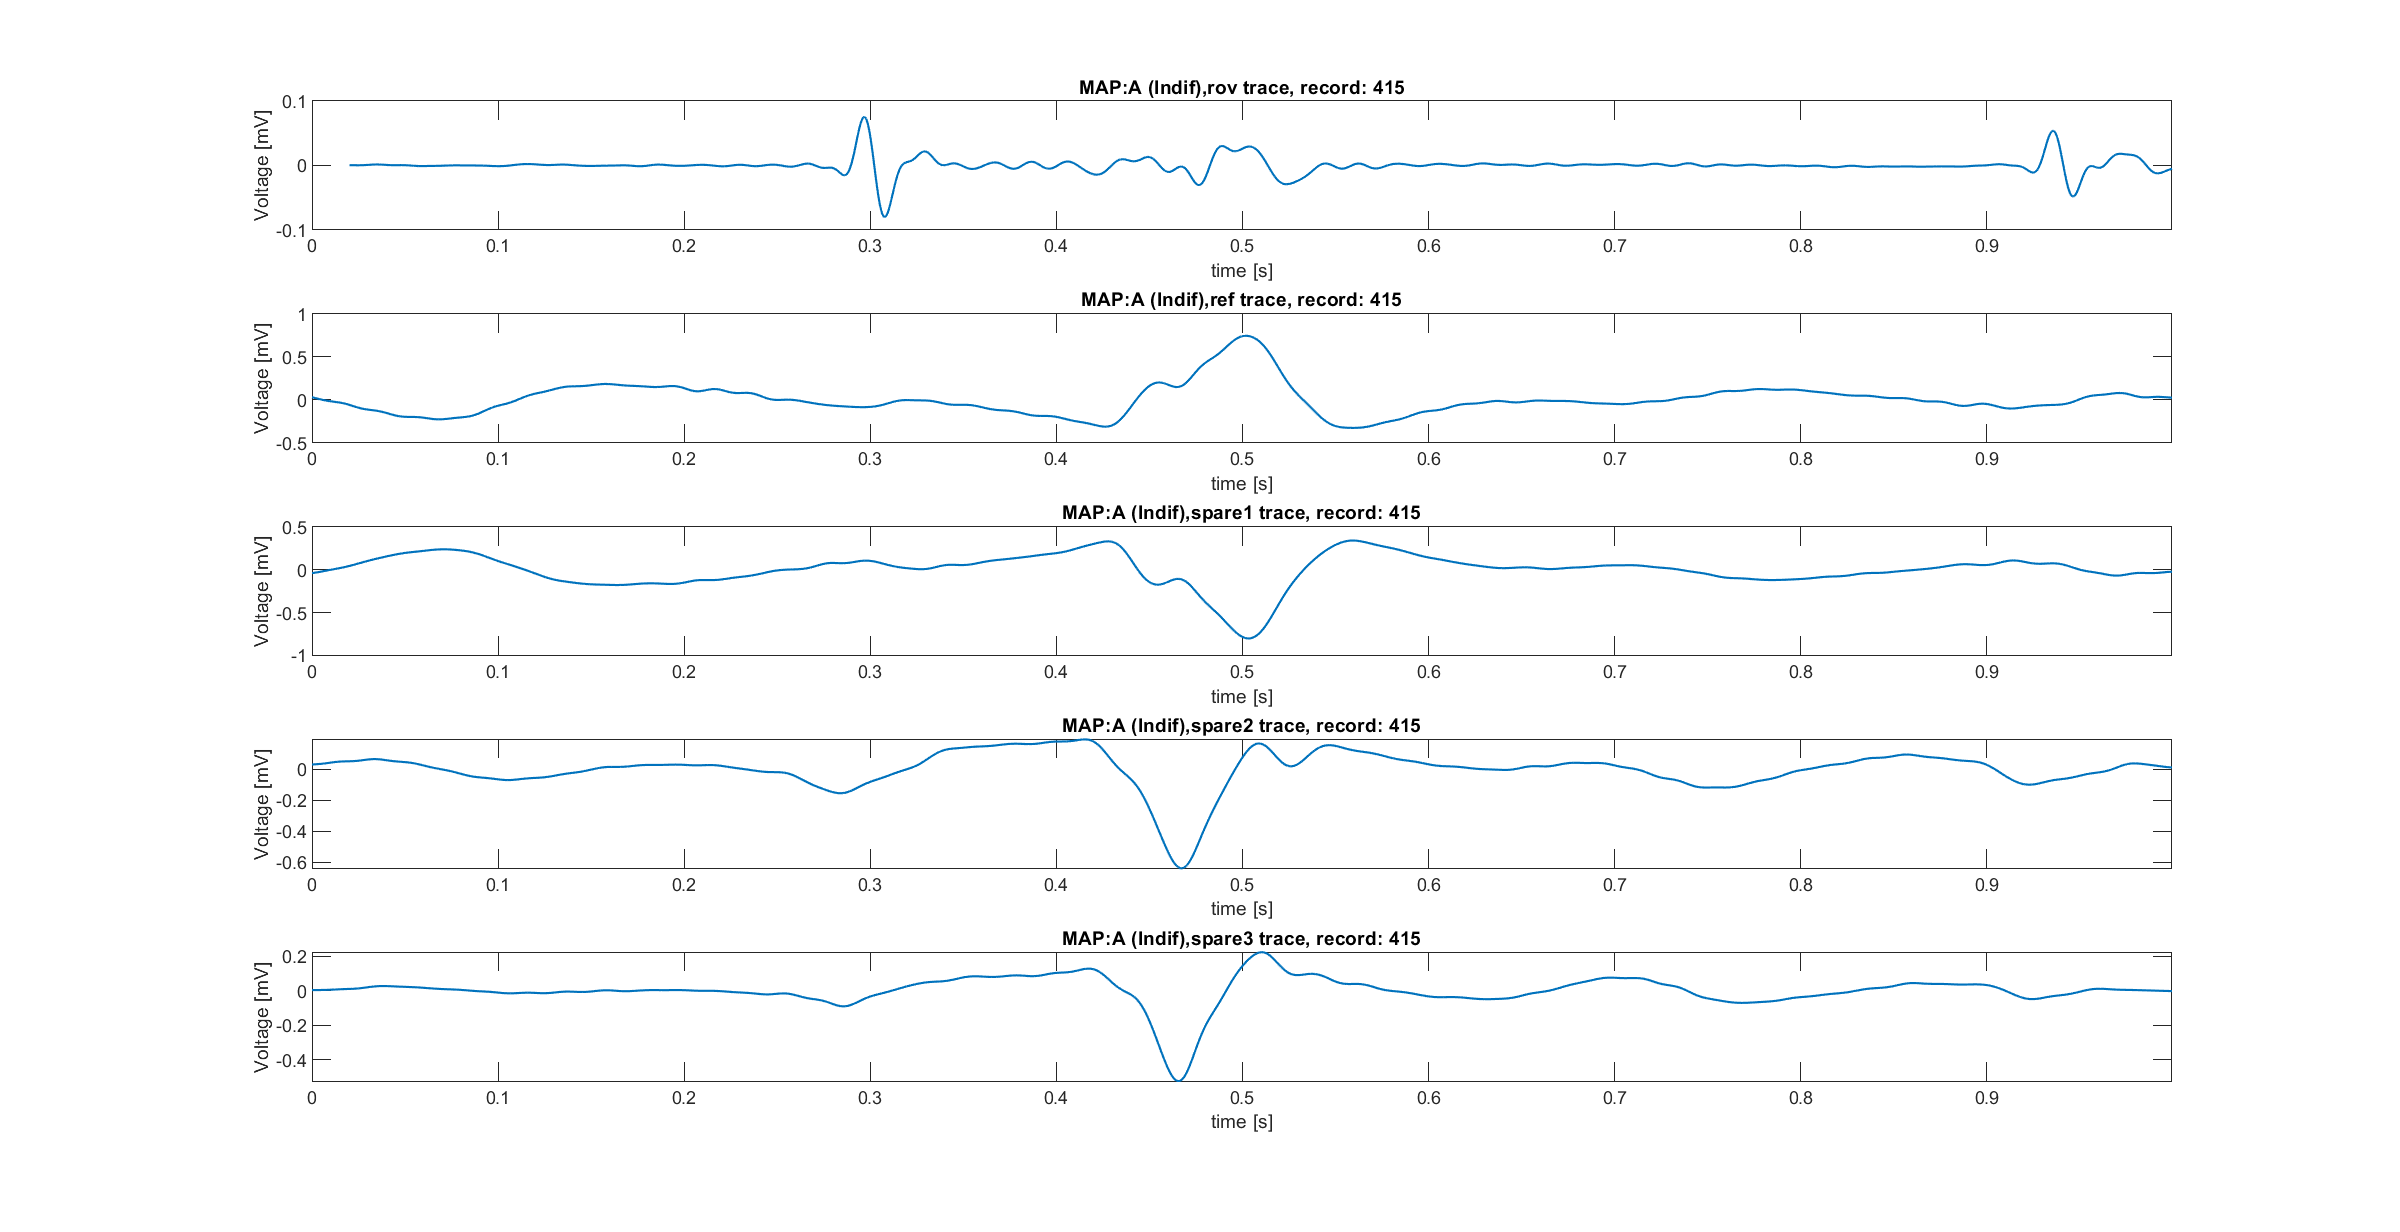 MAP:A (Indif),rov trace, record: 415
Voltage [mV]
0.1
0
-0.1
0 0.1 0.2 0.3 0.4 0.5 0.6 0.7 0.8 0.9
time [s]
MAP:A (Indif),ref trace, record: 415
Voltage [mV]
1
0.5
0
-0.5
0 0.1 0.2 0.3 0.4 0.5 0.6 0.7 0.8 0.9
time [s]
MAP:A (Indif),spare1 trace, record: 415
Voltage [mV]
0.5
0
-0.5
-1
0 0.1 0.2 0.3 0.4 0.5 0.6 0.7 0.8 0.9
time [s]
MAP:A (Indif),spare2 trace, record: 415
Voltage [mV]
0
-0.2
-0.4
-0.6
0 0.1 0.2 0.3 0.4 0.5 0.6 0.7 0.8 0.9
time [s]
MAP:A (Indif),spare3 trace, record: 415
Voltage [mV]
0.2
0
-0.2
-0.4
0 0.1 0.2 0.3 0.4 0.5 0.6 0.7 0.8 0.9
time [s]